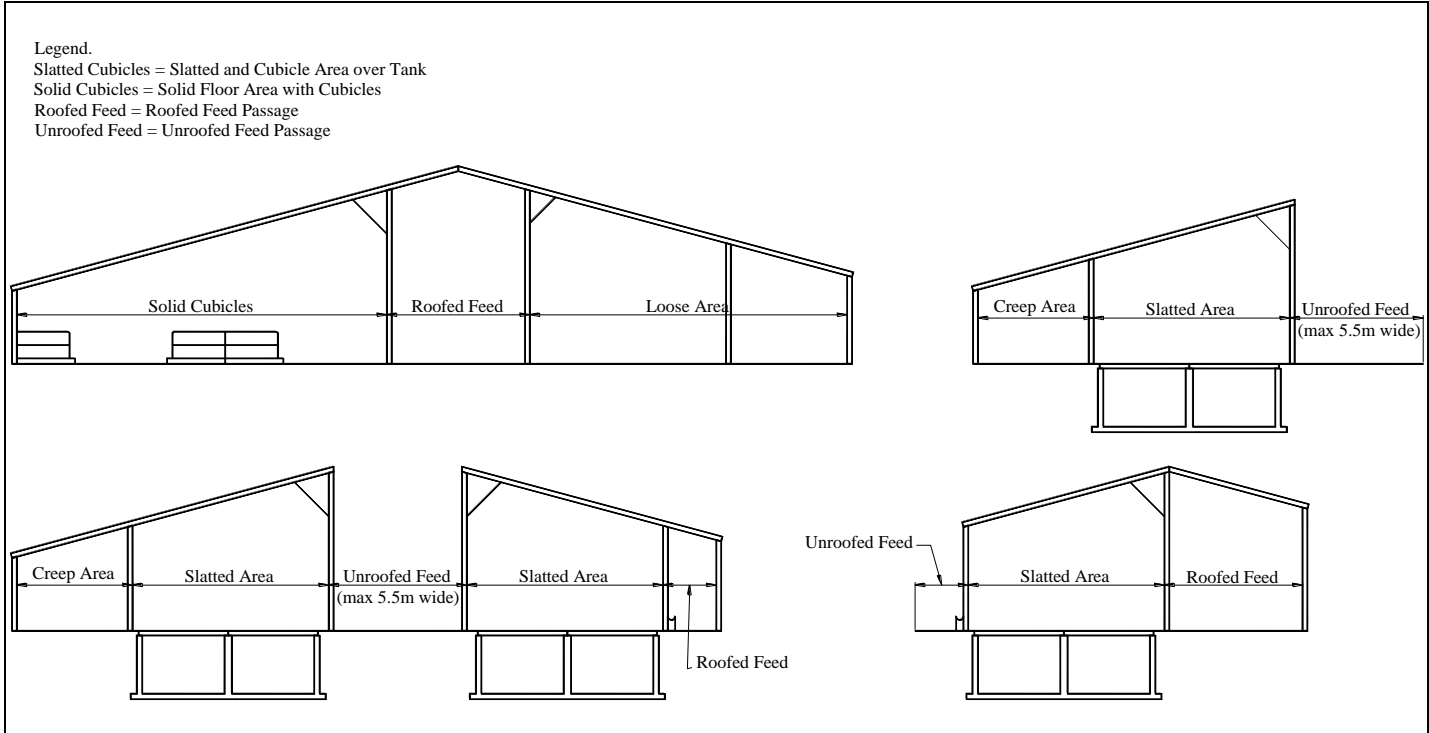 Legend.
Slatted Cubicles = Slatted and Cubicle Area over Tank
Solid Cubicles = Solid Floor Area with Cubicles
Roofed Feed = Roofed Feed Passage
Unroofed Feed = Unroofed Feed Passage
Solid Cubicles
Roofed Feed
Loose Area
Creep Area
Slatted Area
Unroofed Feed
(max 5.5m wide)
Creep Area
Slatted Area
Unroofed Feed
(max 5.5m wide)
Slatted Area
Roofed Feed
Unroofed Feed
Slatted Area
Roofed Feed